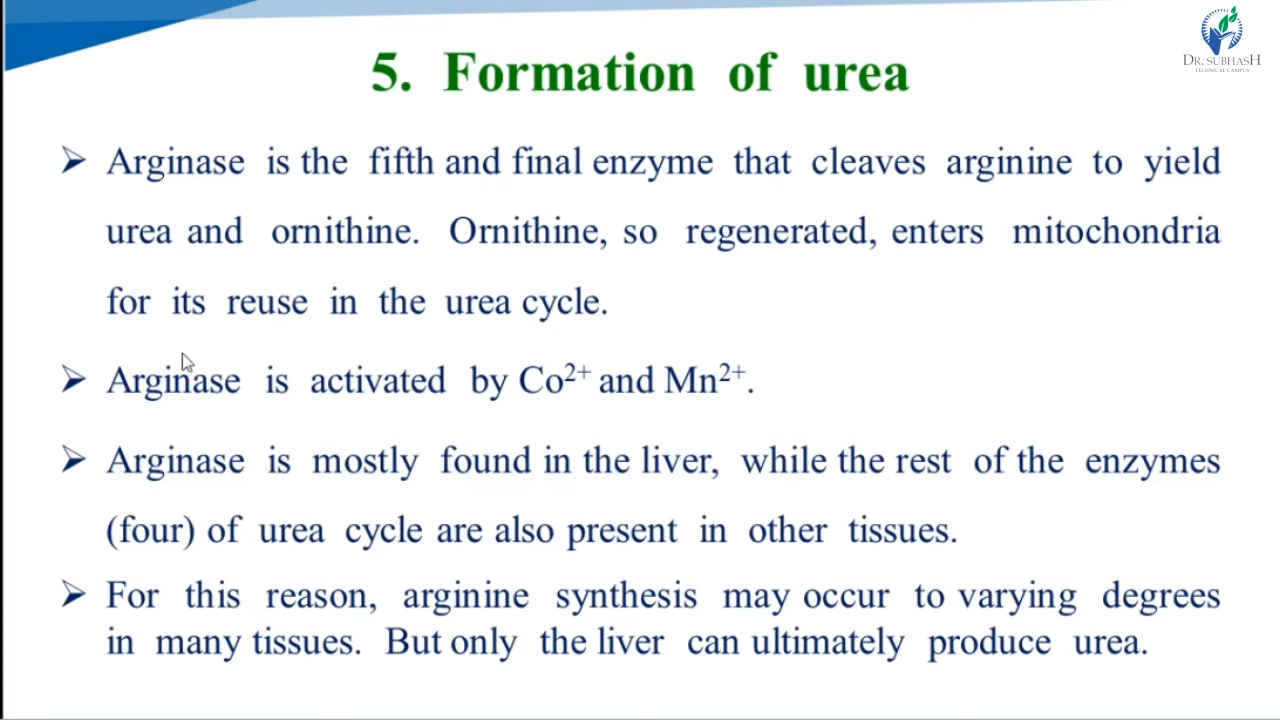 DR. SUBHASH
TECHNICAL CAMPUS
5. Formation of urea
➢ Arginase is the fifth and final enzyme that cleaves arginine to yield
urea and ornithine. Ornithine, so regenerated, enters mitochondria
for its reuse in the urea cycle.
➢ Arginase is activated by Co²⁺ and Mn²⁺.
➢ Arginase is mostly found in the liver, while the rest of the enzymes
(four) of urea cycle are also present in other tissues.
➢ For this reason, arginine synthesis may occur to varying degrees
in many tissues. But only the liver can ultimately produce urea.